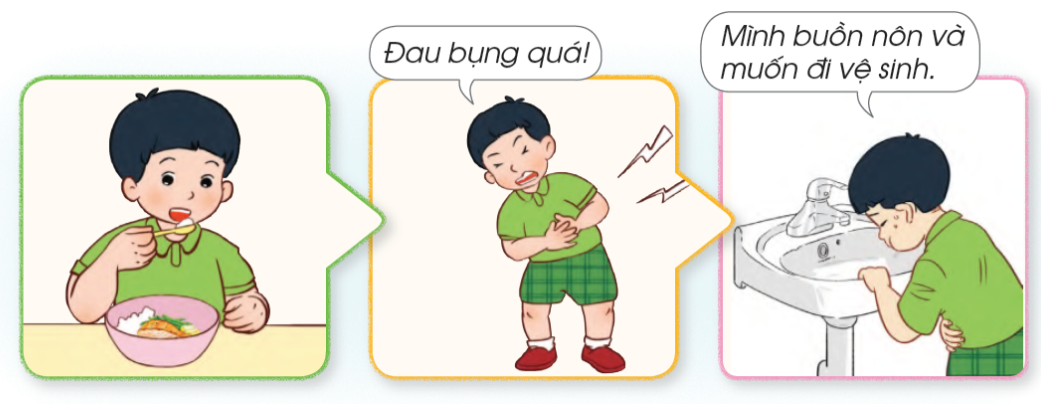 Đau bụng quá!
Mình buồn nôn và
muốn đi vệ sinh.